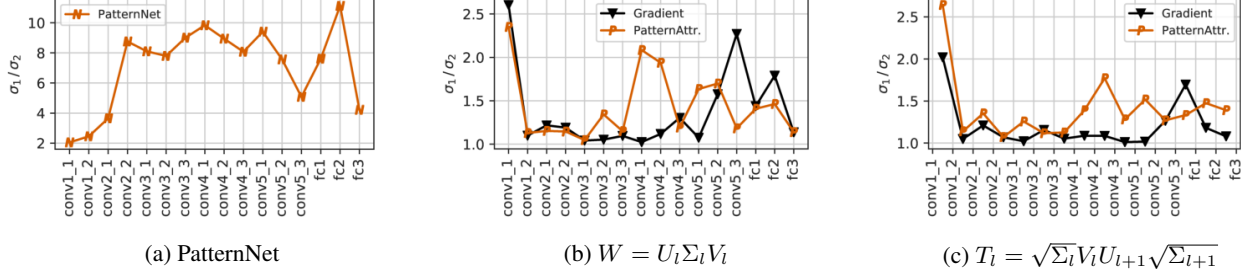 PatternNet
10
8
6
4
2
σ₁/σ₂
conv1_1
conv1_2
conv2_1
conv2_2
conv3_1
conv3_2
conv3_3
conv4_1
conv4_2
conv4_3
conv5_1
conv5_2
conv5_3
fc1
fc2
fc3
(a) PatternNet
Gradient
PatternAttr.
2.5
2.0
1.5
1.0
σ₁/σ₂
conv1_1
conv1_2
conv2_1
conv2_2
conv3_1
conv3_2
conv3_3
conv4_1
conv4_2
conv4_3
conv5_1
conv5_2
conv5_3
fc1
fc2
fc3
(b) W = UₗΣₗVₗ
Gradient
PatternAttr.
2.5
2.0
1.5
1.0
σ₁/σ₂
conv1_1
conv1_2
conv2_1
conv2_2
conv3_1
conv3_2
conv3_3
conv4_1
conv4_2
conv4_3
conv5_1
conv5_2
conv5_3
fc1
fc2
fc3
(c) Tₗ = √Σₗ VₗUₗ₊₁√Σₗ₊₁